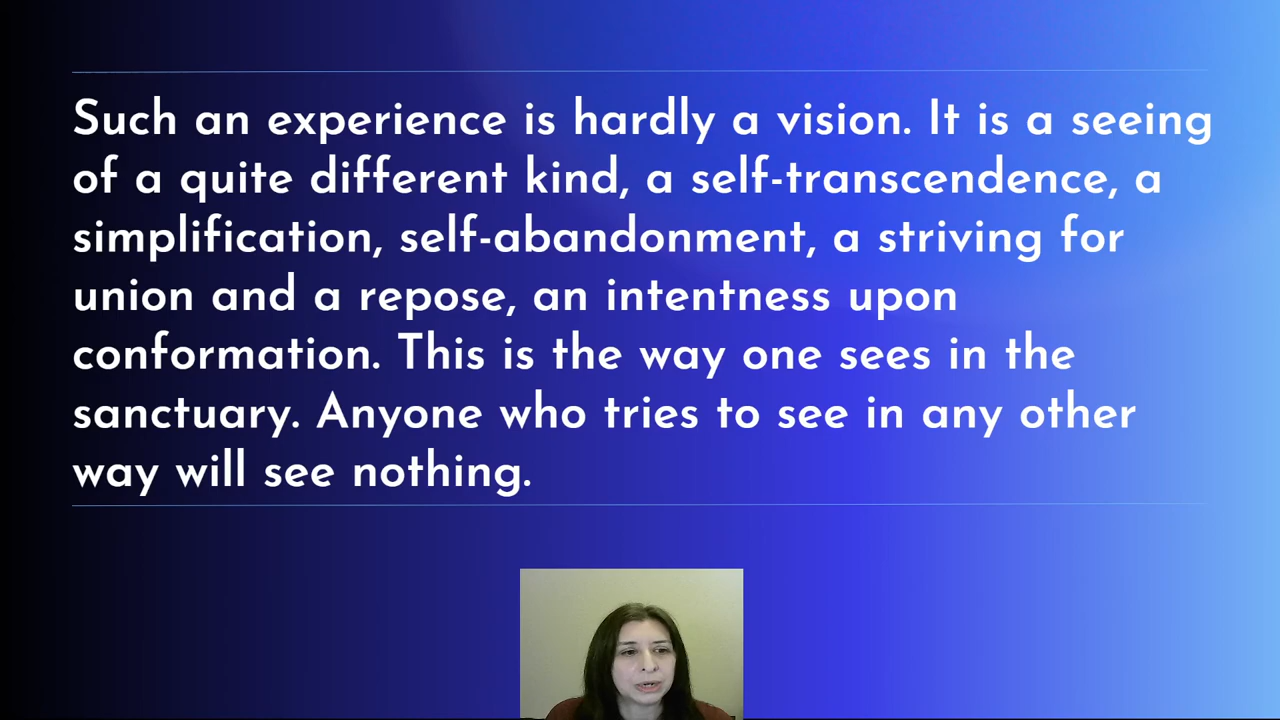 Such an experience is hardly a vision. It is a seeing
of a quite different kind, a self-transcendence, a
simplification, self-abandonment, a striving for
union and a repose, an intentness upon
conformation. This is the way one sees in the
sanctuary. Anyone who tries to see in any other
way will see nothing.